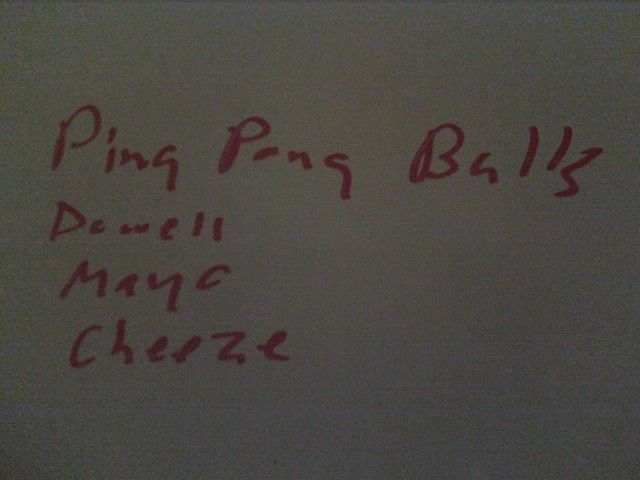 Ping Pong Balls
Dowell
Mayo
Cheeze